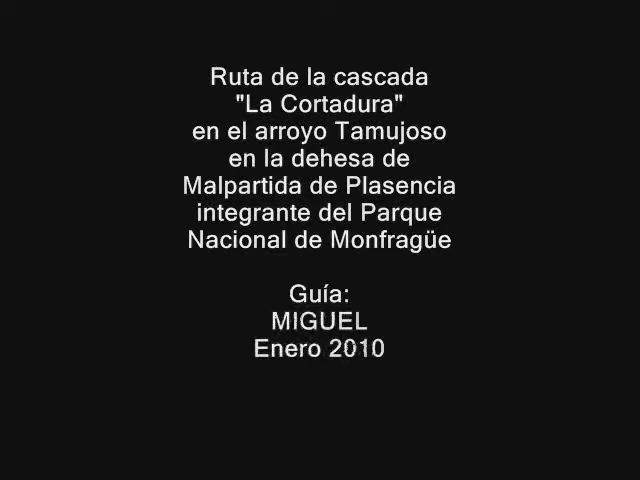 Ruta de la cascada
"La Cortadura"
en el arroyo Tamujoso
en la dehesa de
Malpartida de Plasencia
integrante del Parque
Nacional de Monfragüe
Guía:
MIGUEL
Enero 2010